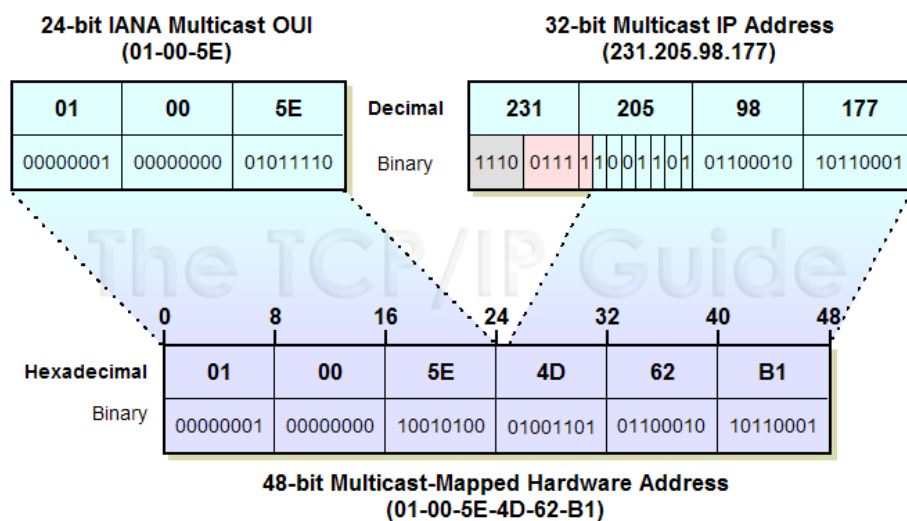 24-bit IANA Multicast OUI
(01-00-5E)
32-bit Multicast IP Address
(231.205.98.177)
01 00 5E Decimal 231 205 98 177
00000001 00000000 01011110 Binary 1110 0111 1 1 0 0 1 1 0 1 01100010 10110001
The TCP/IP Guide
0 8 16 24 32 40 48
Hexadecimal 01 00 5E 4D 62 B1
Binary 00000001 00000000 10010100 01001101 01100010 10110001
48-bit Multicast-Mapped Hardware Address
(01-00-5E-4D-62-B1)